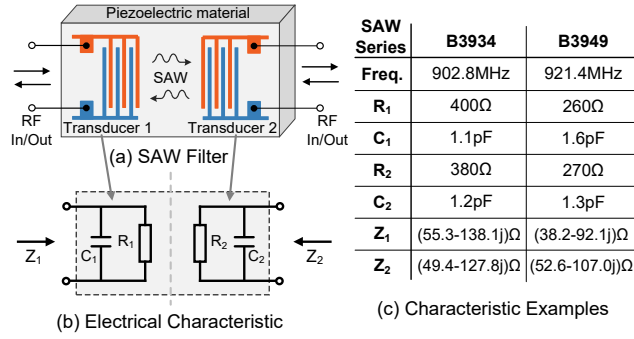 Piezoelectric material
SAW
RF
In/Out
Transducer 1
Transducer 2
RF
In/Out
(a) SAW Filter
Z1
C1
R1
R2
C2
Z2
(b) Electrical Characteristic
SAW Series B3934 B3949
Freq. 902.8MHz 921.4MHz
R1 400Ω 260Ω
C1 1.1pF 1.6pF
R2 380Ω 270Ω
C2 1.2pF 1.3pF
Z1 (55.3-138.1j)Ω (38.2-92.1j)Ω
Z2 (49.4-127.8j)Ω (52.6-107.0j)Ω
(c) Characteristic Examples